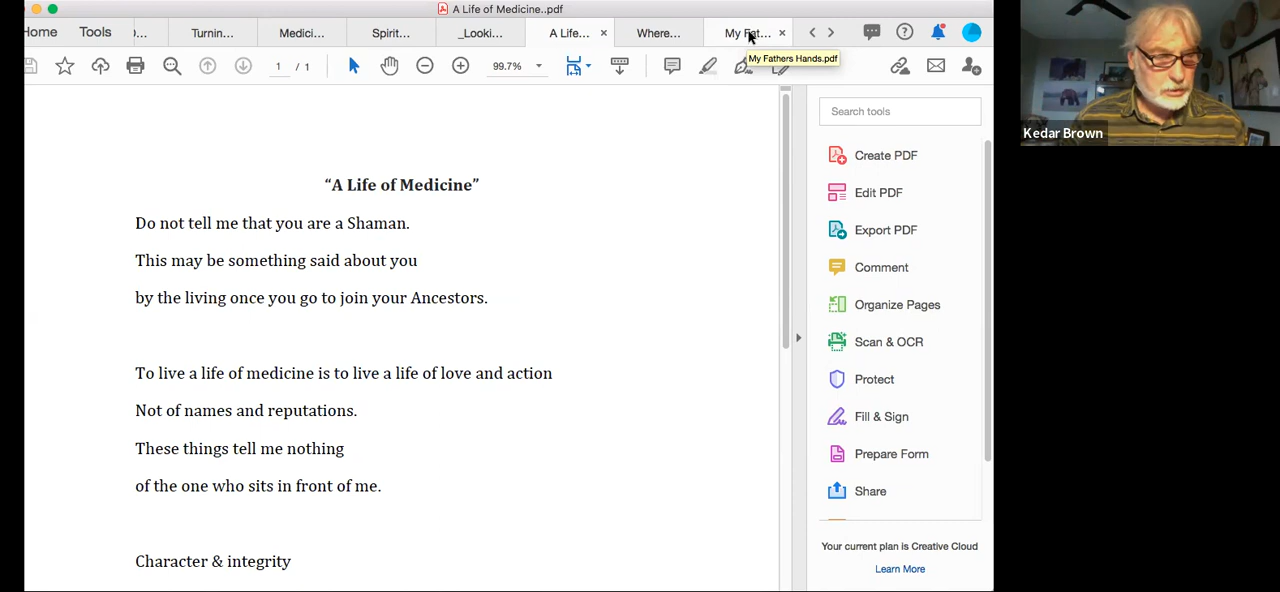 A Life of Medicine..pdf
Home Tools ... Turnin... Medici... Spirit... _Looki... A Life... × Where... My Fat... ×
1 / 1 99.7%
My Fathers Hands.pdf
Search tools
Create PDF
Edit PDF
Export PDF
Comment
Organize Pages
Scan & OCR
Protect
Fill & Sign
Prepare Form
Share
Your current plan is Creative Cloud
Learn More
“A Life of Medicine”
Do not tell me that you are a Shaman.
This may be something said about you
by the living once you go to join your Ancestors.
To live a life of medicine is to live a life of love and action
Not of names and reputations.
These things tell me nothing
of the one who sits in front of me.
Character & integrity
Kedar Brown